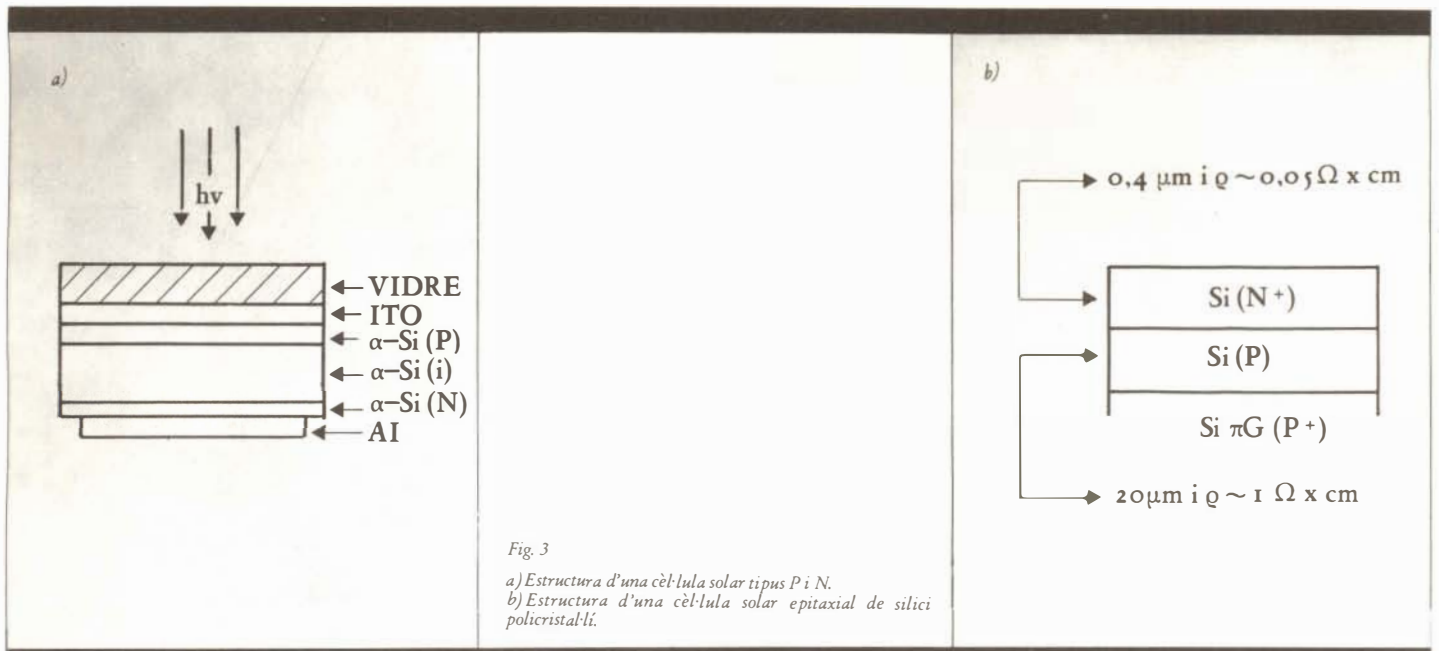 a)
hν
VIDRE
ITO
α–Si (P)
α–Si (i)
α–Si (N)
Al
Fig. 3
a) Estructura d'una cèl·lula solar tipus P i N.
b) Estructura d'una cèl·lula solar epitaxial de silici
policristal·lí.
b)
0,4 μm i ϱ ~ 0,05 Ω x cm
Si (N⁺)
Si (P)
Si πG (P⁺)
20μm i ϱ ~ 1 Ω x cm